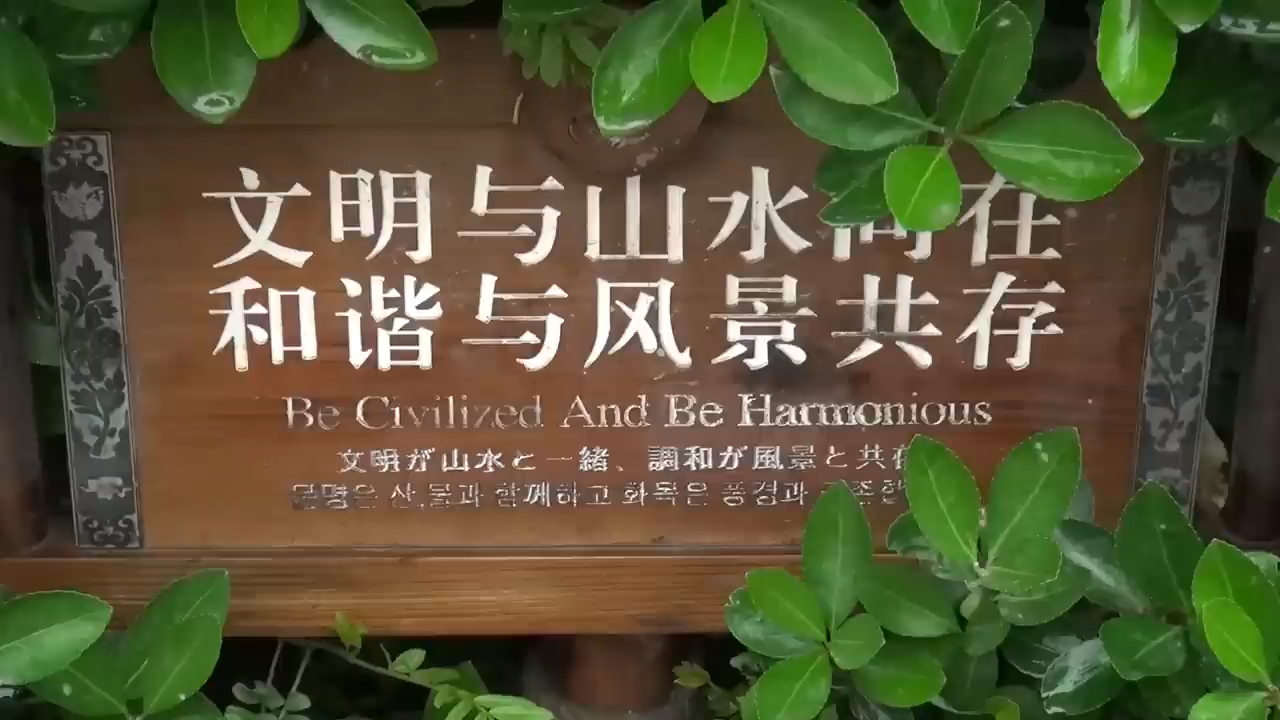 文明与山水同在
和谐与风景共存
Be Civilized And Be Harmonious
文明が山水と一緒、調和が風景と共
문명은 산,물과 함께하고 화목은 풍경과